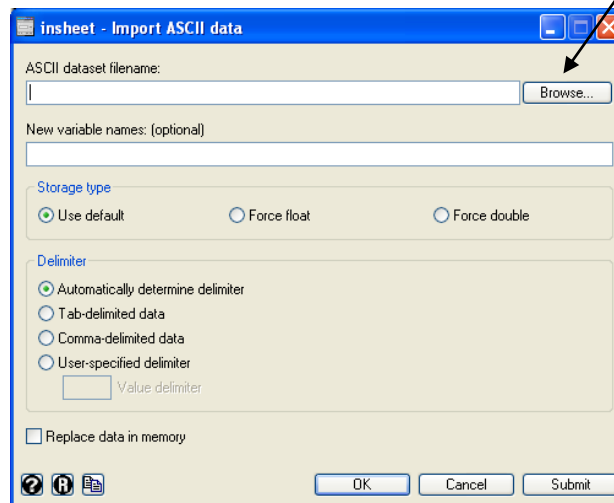 insheet - Import ASCII data
ASCII dataset filename:
Browse...
New variable names: (optional)
Storage type
Use default Force float Force double
Delimiter
Automatically determine delimiter
Tab-delimited data
Comma-delimited data
User-specified delimiter
Value delimiter
Replace data in memory
? R OK Cancel Submit